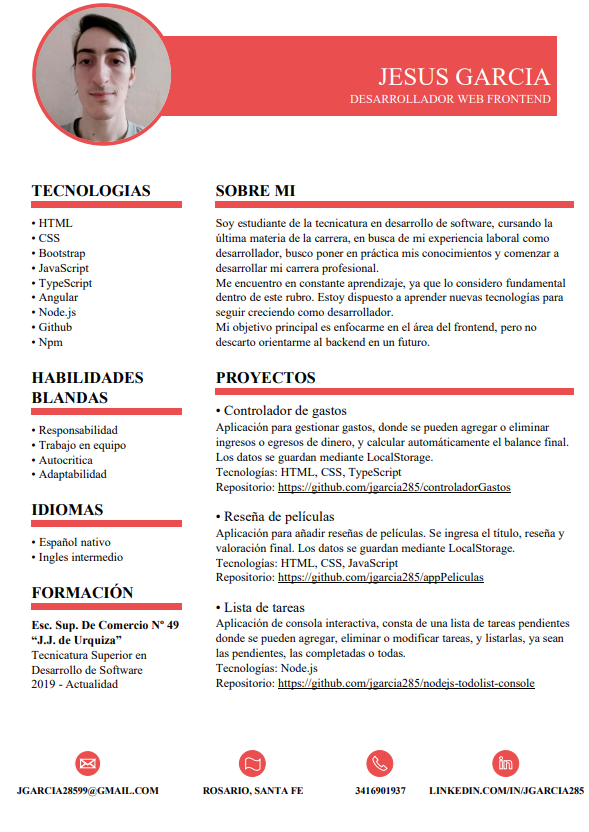 JESUS GARCIA
DESARROLLADOR WEB FRONTEND
TECNOLOGIAS
• HTML
• CSS
• Bootstrap
• JavaScript
• TypeScript
• Angular
• Node.js
• Github
• Npm
HABILIDADES
BLANDAS
• Responsabilidad
• Trabajo en equipo
• Autocritica
• Adaptabilidad
IDIOMAS
• Español nativo
• Ingles intermedio
FORMACIÓN
Esc. Sup. De Comercio Nº 49
“J.J. de Urquiza”
Tecnicatura Superior en
Desarrollo de Software
2019 - Actualidad
SOBRE MI
Soy estudiante de la tecnicatura en desarrollo de software, cursando la
última materia de la carrera, en busca de mi experiencia laboral como
desarrollador, busco poner en práctica mis conocimientos y comenzar a
desarrollar mi carrera profesional.
Me encuentro en constante aprendizaje, ya que lo considero fundamental
dentro de este rubro. Estoy dispuesto a aprender nuevas tecnologías para
seguir creciendo como desarrollador.
Mi objetivo principal es enfocarme en el área del frontend, pero no
descarto orientarme al backend en un futuro.
PROYECTOS
• Controlador de gastos
Aplicación para gestionar gastos, donde se pueden agregar o eliminar
ingresos o egresos de dinero, y calcular automáticamente el balance final.
Los datos se guardan mediante LocalStorage.
Tecnologías: HTML, CSS, TypeScript
Repositorio: https://github.com/jgarcia285/controladorGastos
• Reseña de películas
Aplicación para añadir reseñas de películas. Se ingresa el título, reseña y
valoración final. Los datos se guardan mediante LocalStorage.
Tecnologías: HTML, CSS, JavaScript
Repositorio: https://github.com/jgarcia285/appPeliculas
• Lista de tareas
Aplicación de consola interactiva, consta de una lista de tareas pendientes
donde se pueden agregar, eliminar o modificar tareas, y listarlas, ya sean
las pendientes, las completadas o todas.
Tecnologías: Node.js
Repositorio: https://github.com/jgarcia285/nodejs-todolist-console
JGARCIA28599@GMAIL.COM
ROSARIO, SANTA FE
3416901937
LINKEDIN.COM/IN/JGARCIA285